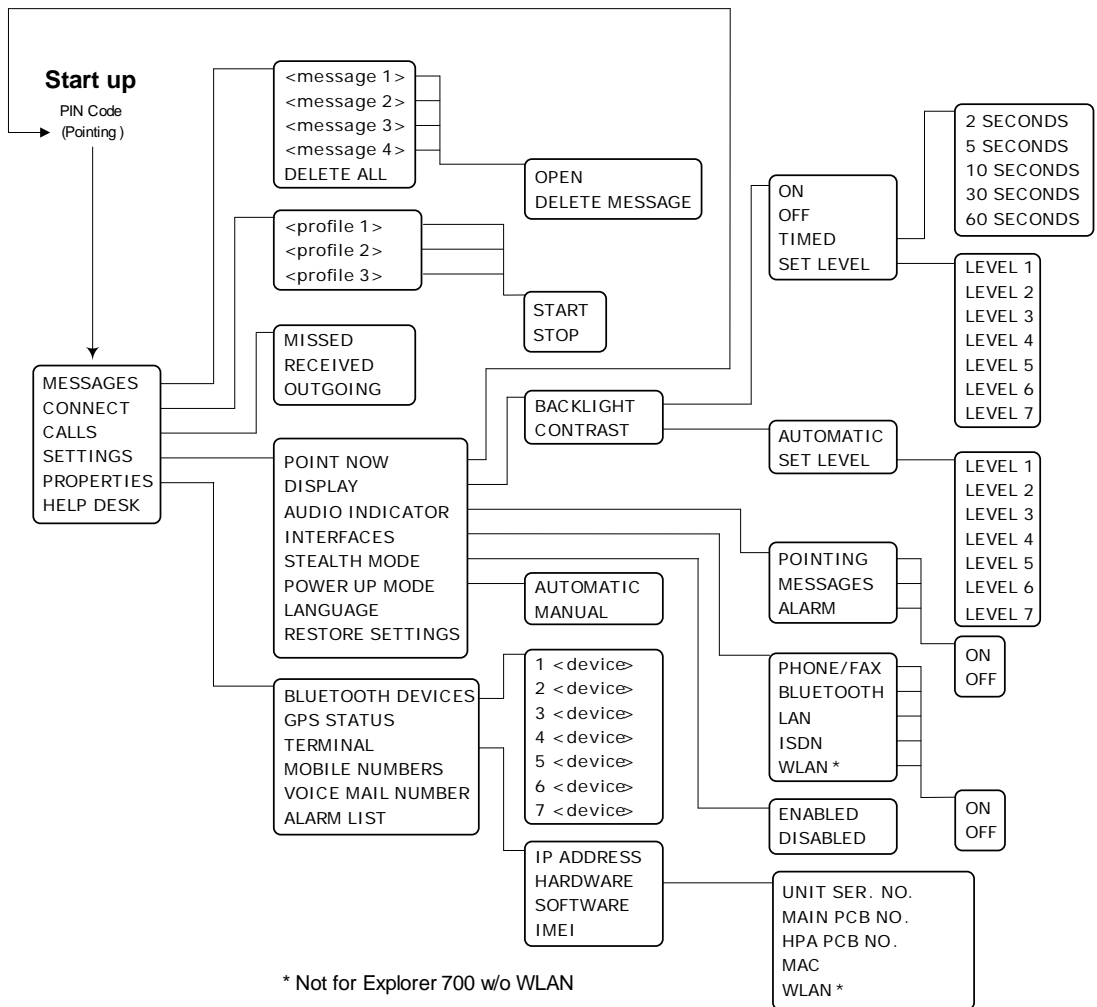 Start up
PIN Code
(Pointing )
MESSAGES
CONNECT
CALLS
SETTINGS
PROPERTIES
HELP DESK
<message 1>
<message 2>
<message 3>
<message 4>
DELETE ALL
OPEN
DELETE MESSAGE
<profile 1>
<profile 2>
<profile 3>
START
STOP
MISSED
RECEIVED
OUTGOING
POINT NOW
DISPLAY
AUDIO INDICATOR
INTERFACES
STEALTH MODE
POWER UP MODE
LANGUAGE
RESTORE SETTINGS
BACKLIGHT
CONTRAST
ON
OFF
TIMED
SET LEVEL
2 SECONDS
5 SECONDS
10 SECONDS
30 SECONDS
60 SECONDS
LEVEL 1
LEVEL 2
LEVEL 3
LEVEL 4
LEVEL 5
LEVEL 6
LEVEL 7
AUTOMATIC
SET LEVEL
LEVEL 1
LEVEL 2
LEVEL 3
LEVEL 4
LEVEL 5
LEVEL 6
LEVEL 7
POINTING
MESSAGES
ALARM
ON
OFF
PHONE/FAX
BLUETOOTH
LAN
ISDN
WLAN *
ON
OFF
ENABLED
DISABLED
AUTOMATIC
MANUAL
BLUETOOTH DEVICES
GPS STATUS
TERMINAL
MOBILE NUMBERS
VOICE MAIL NUMBER
ALARM LIST
1 <device>
2 <device>
3 <device>
4 <device>
5 <device>
6 <device>
7 <device>
IP ADDRESS
HARDWARE
SOFTWARE
IMEI
UNIT SER. NO.
MAIN PCB NO.
HPA PCB NO.
MAC
WLAN *
* Not for Explorer 700 w/o WLAN